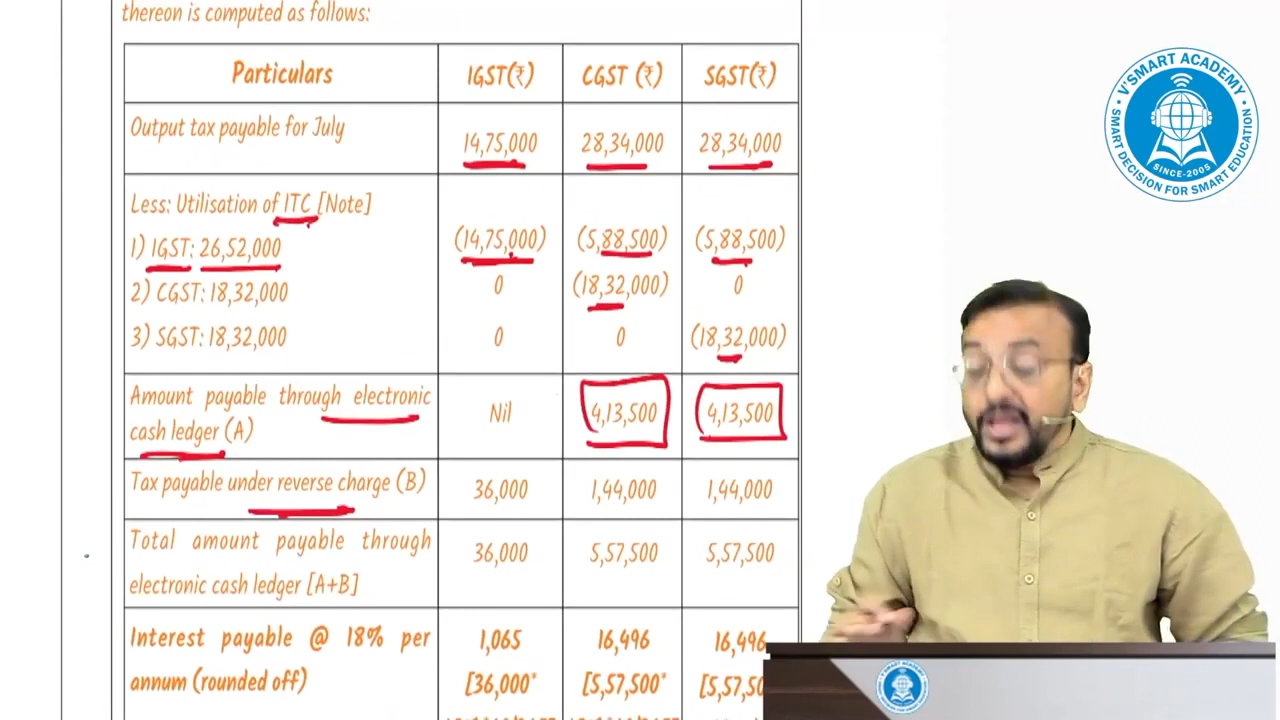 thereon is computed as follows:
Particulars IGST(₹) CGST (₹) SGST(₹)
Output tax payable for July 14,75,000 28,34,000 28,34,000
Less: Utilisation of ITC [Note]
1) IGST: 26,52,000 (14,75,000) (5,88,500) (5,88,500)
2) CGST: 18,32,000 0 (18,32,000) 0
3) SGST: 18,32,000 0 0 (18,32,000)
Amount payable through electronic
cash ledger (A) Nil 4,13,500 4,13,500
Tax payable under reverse charge (B) 36,000 1,44,000 1,44,000
Total amount payable through
electronic cash ledger [A+B] 36,000 5,57,500 5,57,500
Interest payable @ 18% per 1,065 16,496 16,496
annum (rounded off) [36,000* [5,57,500* [5,57,50
V'SMART ACADEMY
SINCE-2005
SMART DECISION FOR SMART EDUCATION